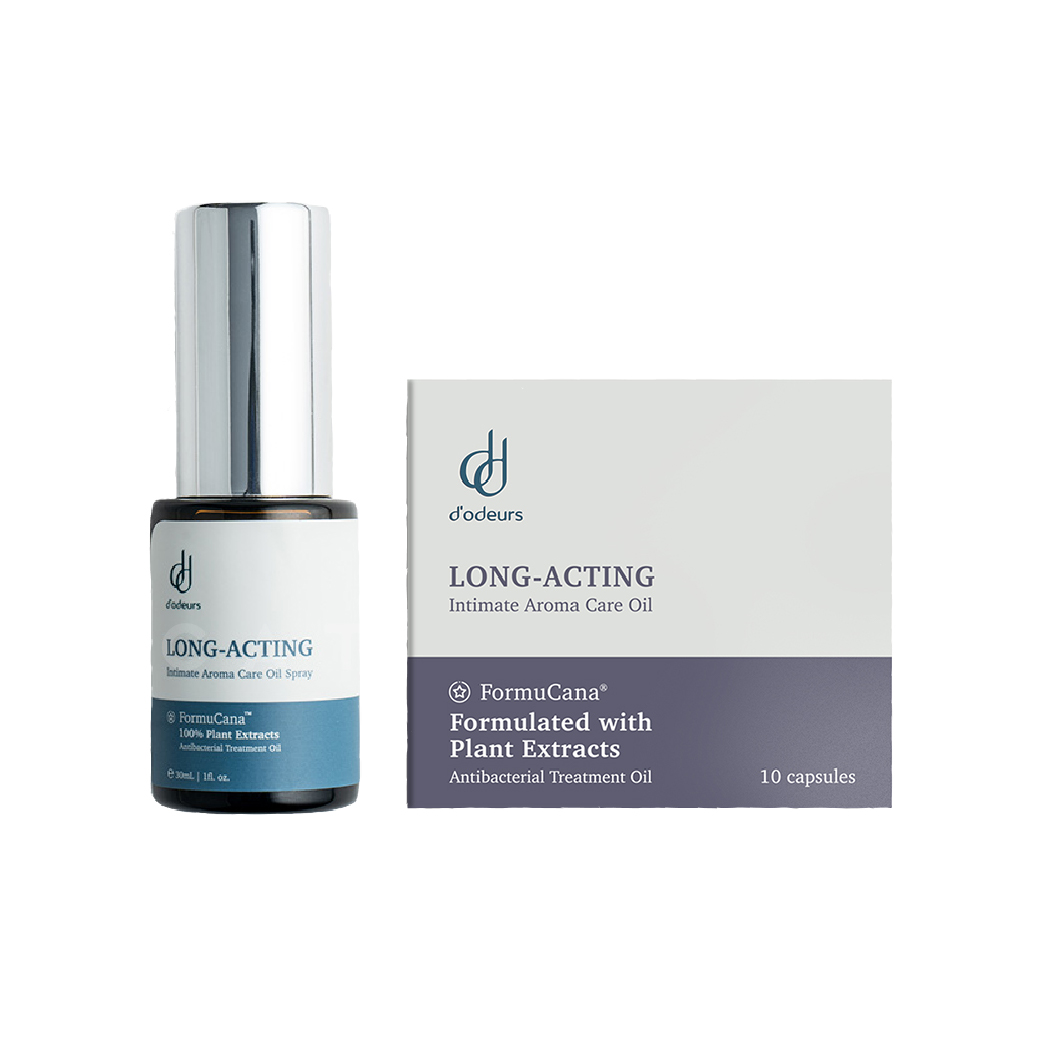 d'odeurs
LONG-ACTING
Intimate Aroma Care Oil Spray
FormuCana™
100% Plant Extracts
Antibacterial Treatment Oil
℮ 30mL | 1fl. oz.
d'odeurs
LONG-ACTING
Intimate Aroma Care Oil
FormuCana®
Formulated with
Plant Extracts
Antibacterial Treatment Oil
10 capsules